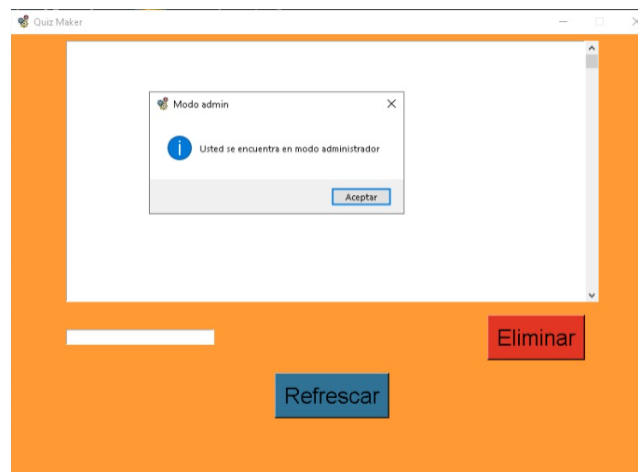 Quiz Maker
Modo admin
Usted se encuentra en modo administrador
Aceptar
Eliminar
Refrescar